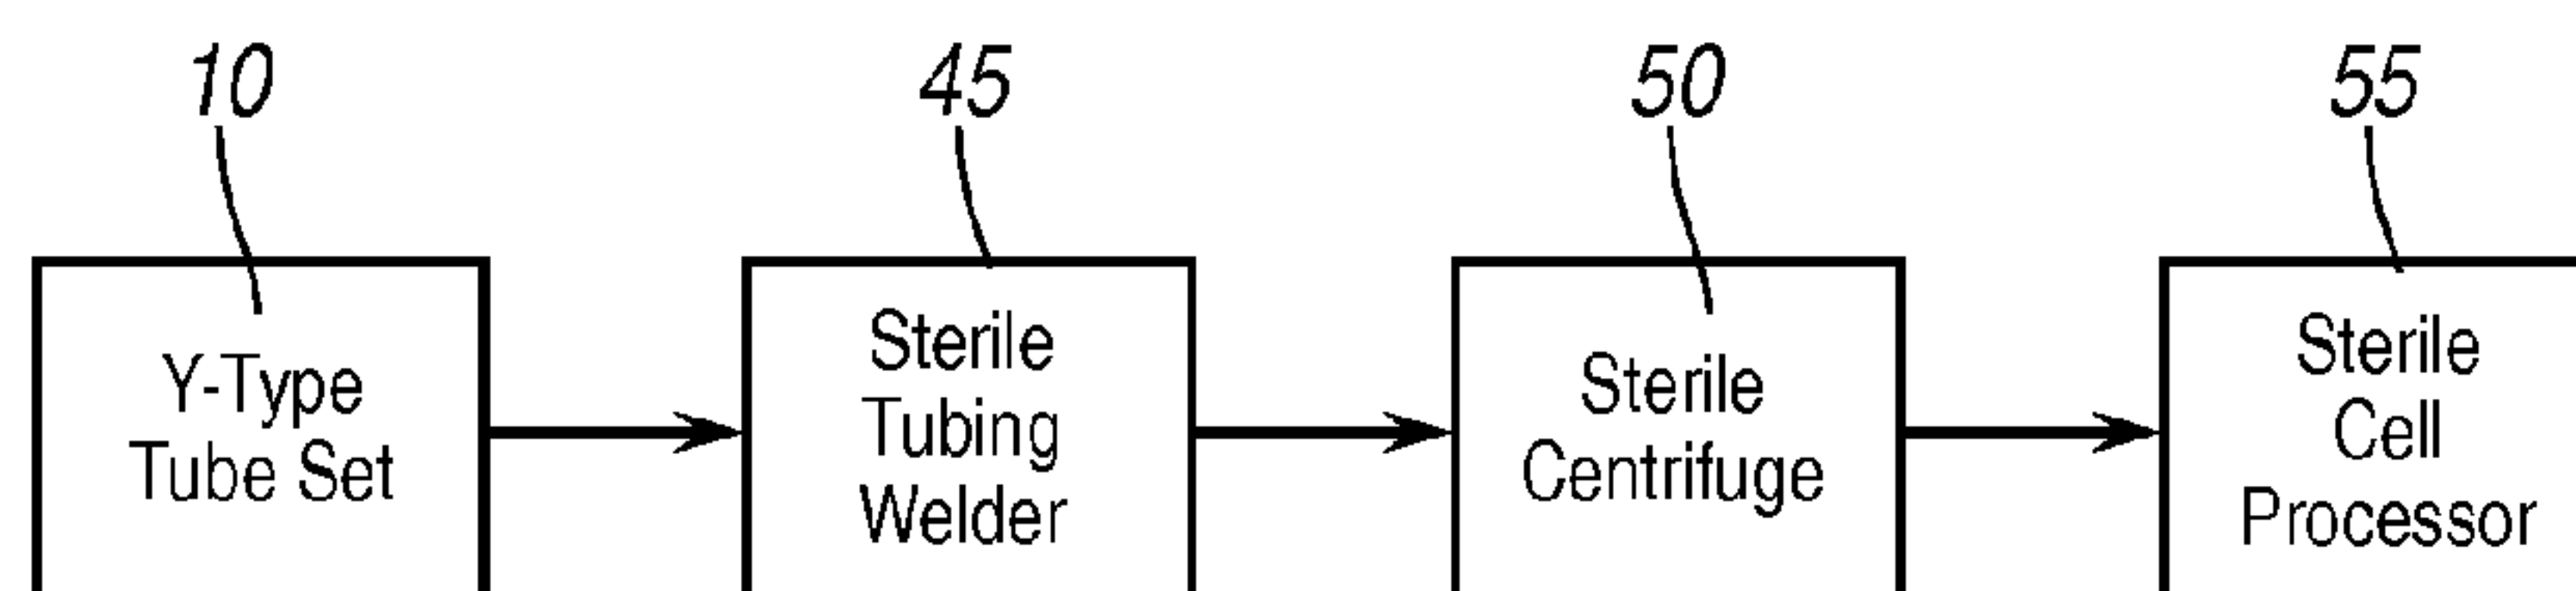 10
45
50
55
Y-Type
Tube Set
Sterile
Tubing
Welder
Sterile
Centrifuge
Sterile
Cell
Processor